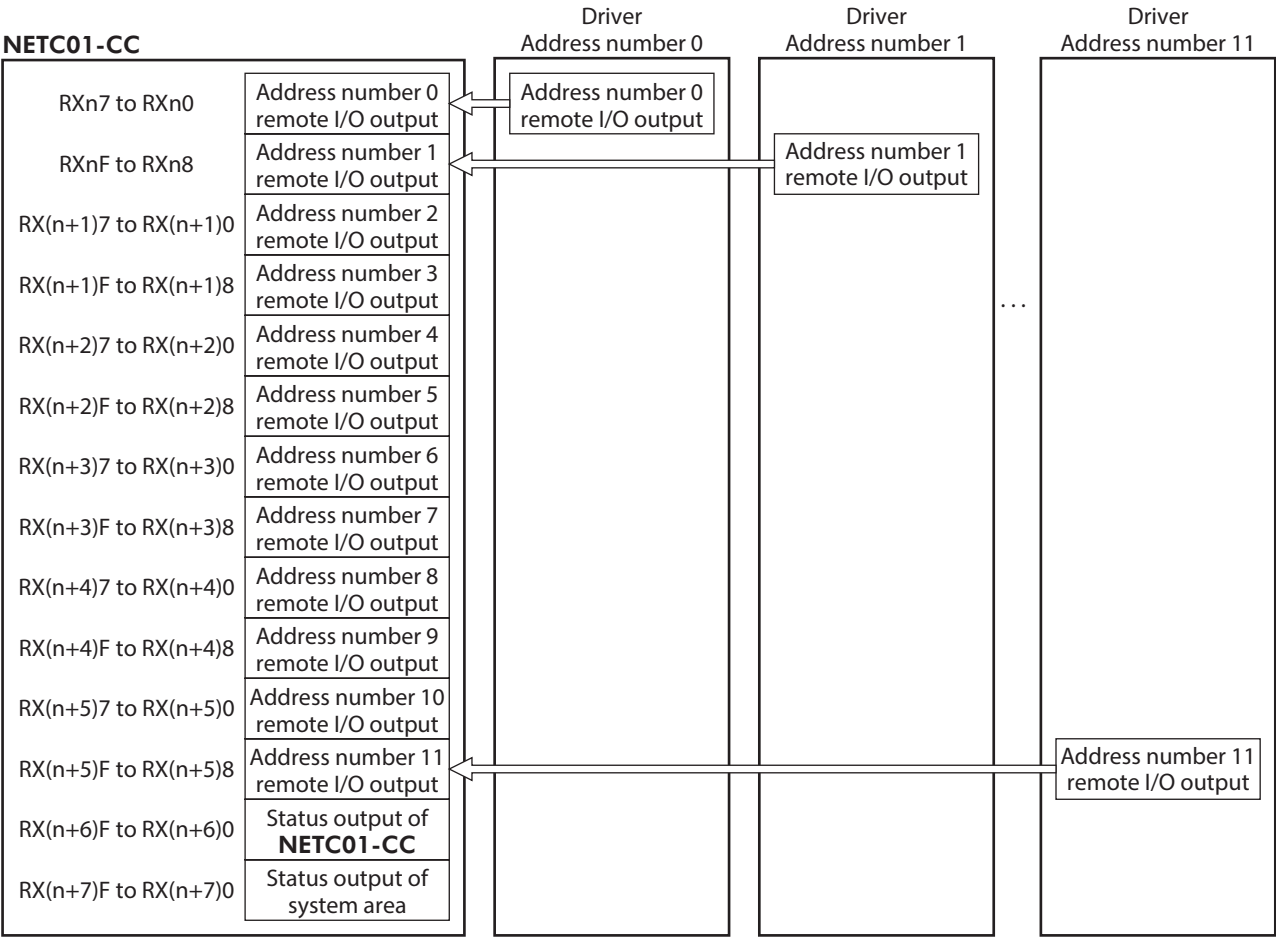 NETC01-CC
Driver
Address number 0
Driver
Address number 1
Driver
Address number 11
RXn7 to RXn0
Address number 0
remote I/O output
Address number 0
remote I/O output
RXnF to RXn8
Address number 1
remote I/O output
Address number 1
remote I/O output
RX(n+1)7 to RX(n+1)0
Address number 2
remote I/O output
RX(n+1)F to RX(n+1)8
Address number 3
remote I/O output
...
RX(n+2)7 to RX(n+2)0
Address number 4
remote I/O output
RX(n+2)F to RX(n+2)8
Address number 5
remote I/O output
RX(n+3)7 to RX(n+3)0
Address number 6
remote I/O output
RX(n+3)F to RX(n+3)8
Address number 7
remote I/O output
RX(n+4)7 to RX(n+4)0
Address number 8
remote I/O output
RX(n+4)F to RX(n+4)8
Address number 9
remote I/O output
RX(n+5)7 to RX(n+5)0
Address number 10
remote I/O output
RX(n+5)F to RX(n+5)8
Address number 11
remote I/O output
Address number 11
remote I/O output
RX(n+6)F to RX(n+6)0
Status output of
NETC01-CC
RX(n+7)F to RX(n+7)0
Status output of
system area